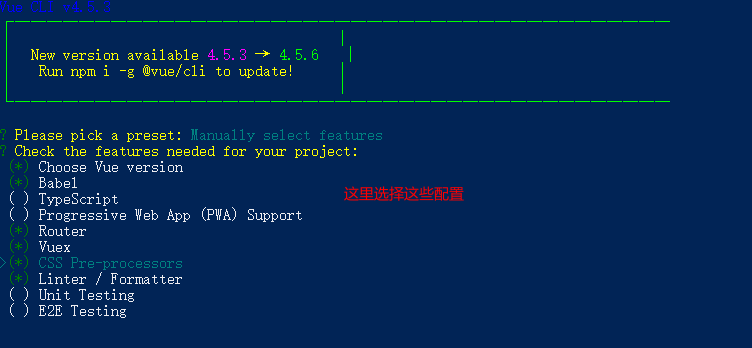 Vue CLI v4.5.3
New version available 4.5.3 → 4.5.6
Run npm i -g @vue/cli to update!
? Please pick a preset: Manually select features
? Check the features needed for your project:
(*) Choose Vue version
(*) Babel
( ) TypeScript
这里选择这些配置
( ) Progressive Web App (PWA) Support
(*) Router
(*) Vuex
>(*) CSS Pre-processors
(*) Linter / Formatter
( ) Unit Testing
( ) E2E Testing